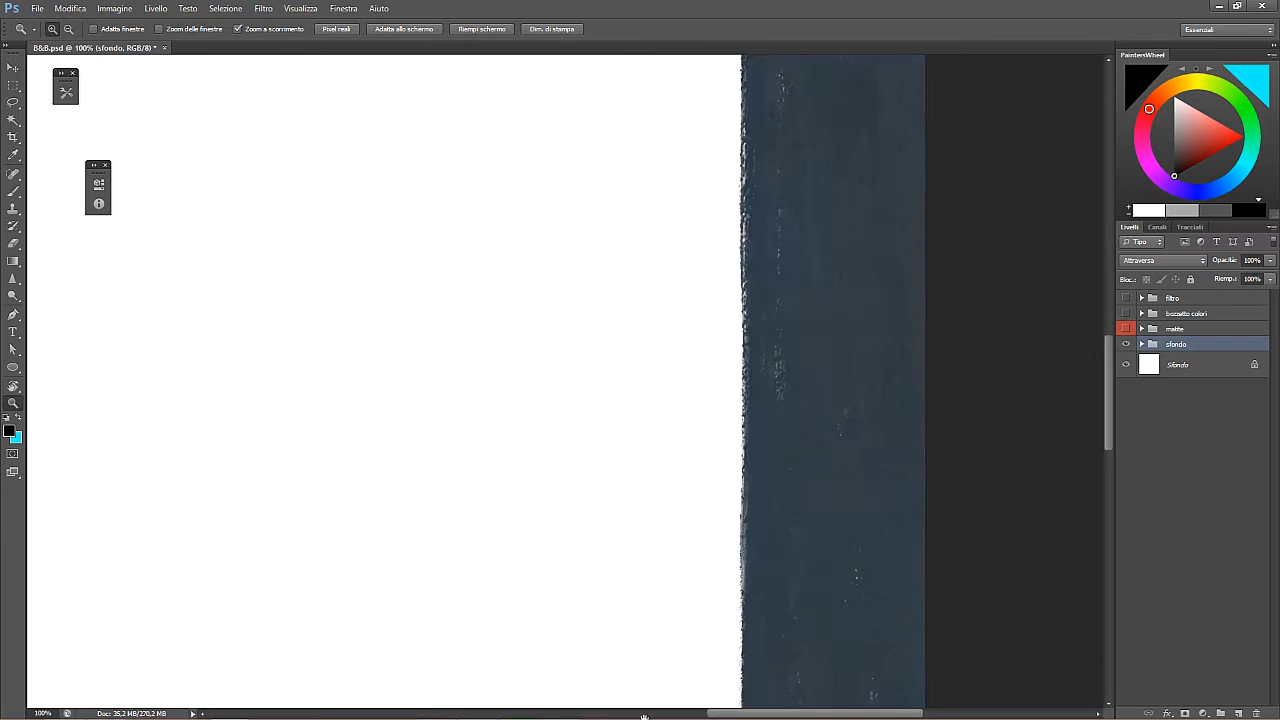 Ps File Modifica Immagine Livello Testo Selezione Filtro Visualizza Finestra Aiuto
Adatta finestre Zoom delle finestre Zoom a scorrimento Pixel reali Adatta allo schermo Riempi schermo Dim. di stampa Essenziali
B&B.psd @ 100% (sfondo, RGB/8) * ×
PaintersWheel
Livelli Canali Tracciati
Tipo
Attraversa Opacità: 100%
Bloc.: Riemp.: 100%
filtro
bozzetto colori
matite
sfondo
Sfondo
100% Doc: 35,2 MB/270,2 MB